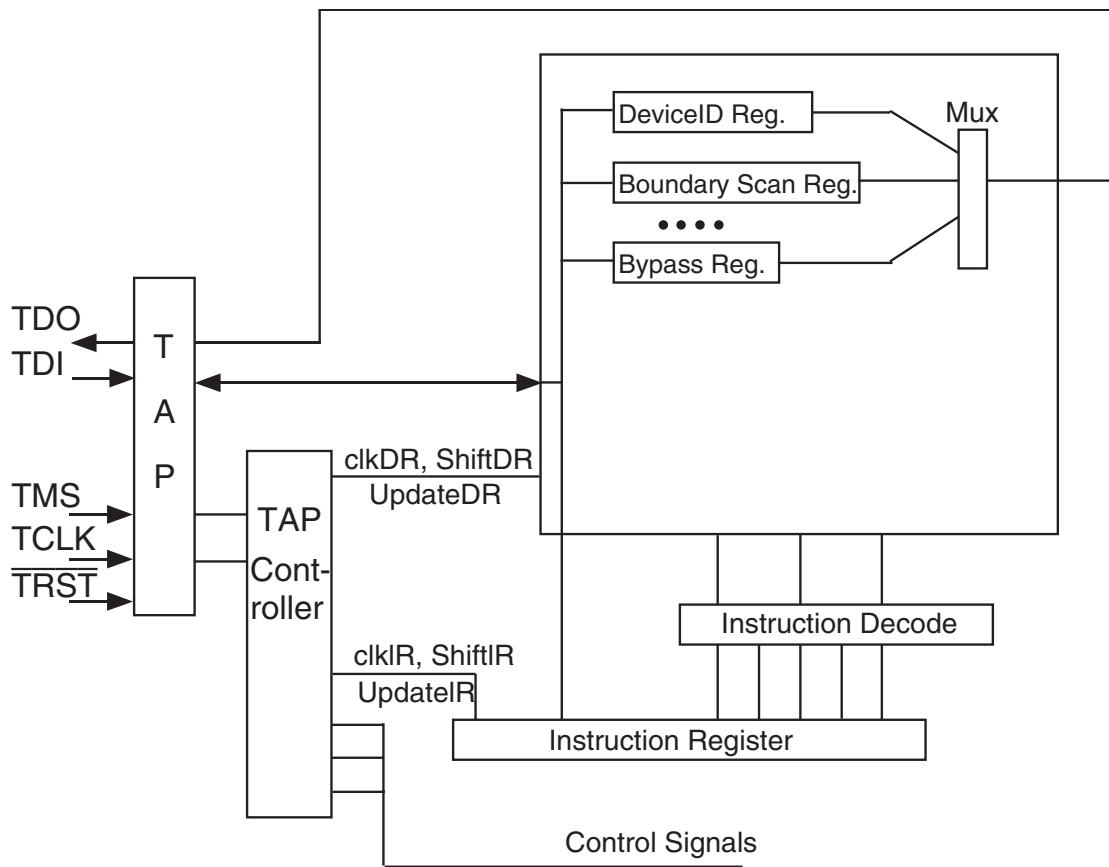 DeviceID Reg.
Mux
Boundary Scan Reg.
Bypass Reg.
TDO
TDI
T
A
P
TMS
TCLK
TRST
clkDR, ShiftDR
UpdateDR
TAP
Cont-
roller
Instruction Decode
clkIR, ShiftIR
UpdateIR
Instruction Register
Control Signals